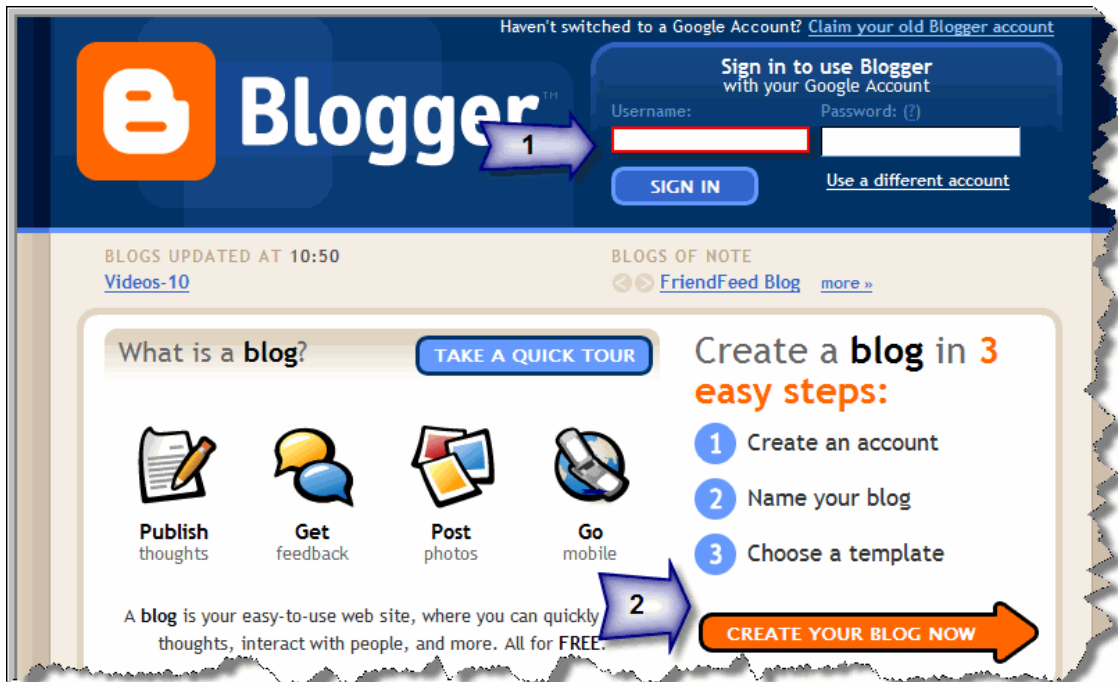 Haven't switched to a Google Account? Claim your old Blogger account
Blogger™
Sign in to use Blogger
with your Google Account
Username:
Password: (?)
1
SIGN IN
Use a different account
BLOGS UPDATED AT 10:50
Videos-10
BLOGS OF NOTE
FriendFeed Blog more »
What is a blog?
TAKE A QUICK TOUR
Publish
thoughts
Get
feedback
Post
photos
Go
mobile
A blog is your easy-to-use web site, where you can quickly
thoughts, interact with people, and more. All for FREE.
Create a blog in 3
easy steps:
1 Create an account
2 Name your blog
3 Choose a template
2
CREATE YOUR BLOG NOW